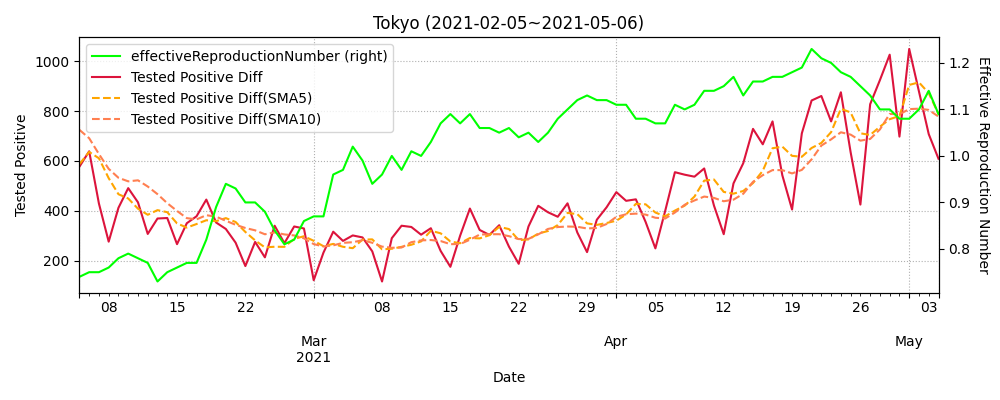 Tokyo (2021-02-05~2021-05-06)
effectiveReproductionNumber (right)
Tested Positive Diff
Tested Positive Diff(SMA5)
Tested Positive Diff(SMA10)
Tested Positive
1000
800
600
400
200
1.2
1.1
1.0
0.9
0.8
Effective Reproduction Number
08 15 22 08 15 22 29 05 12 19 26 03
Mar Apr May
2021
Date